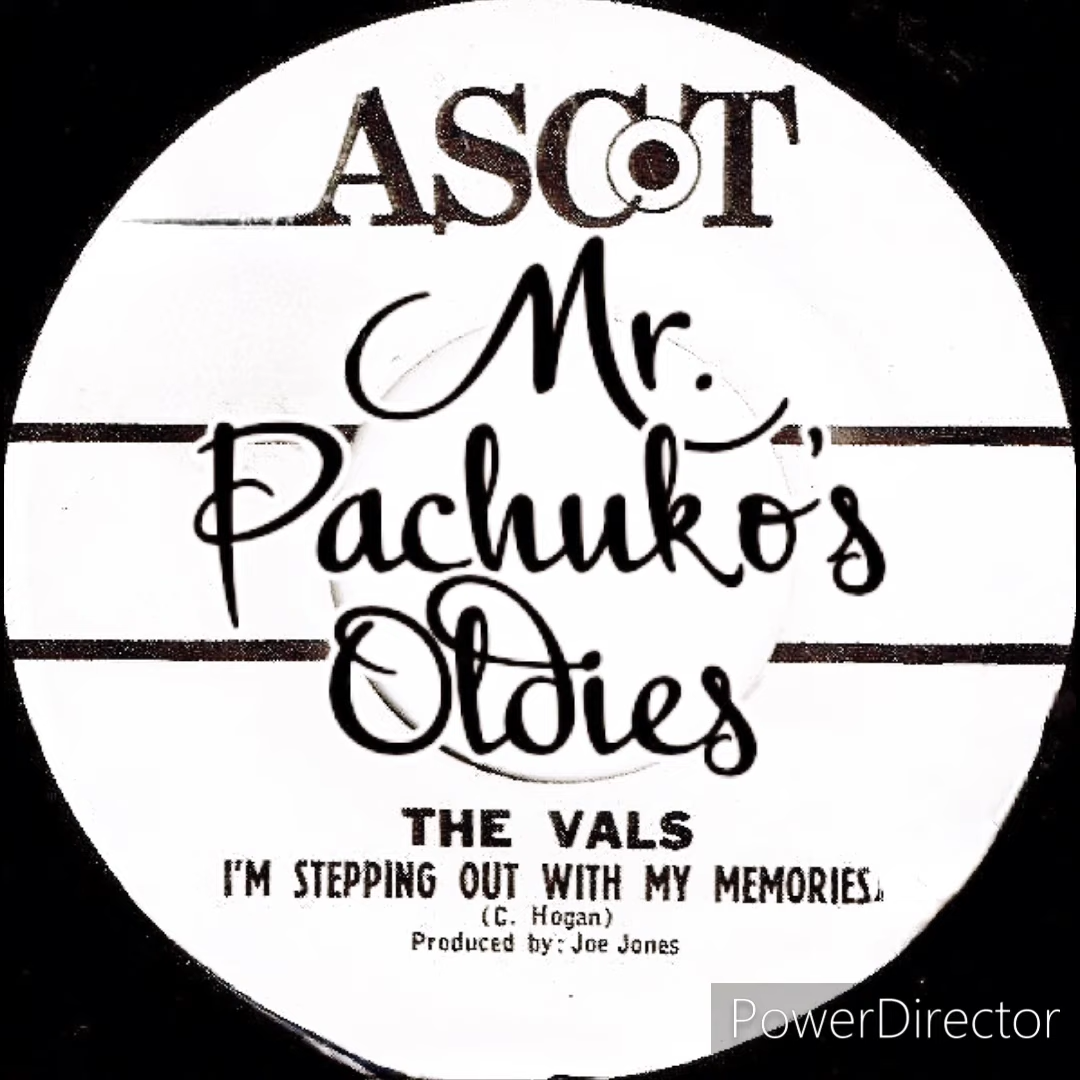 ASCOT
Mr.
Pachuko's
Oldies
THE VALS
I'M STEPPING OUT WITH MY MEMORIES
(C. Hogan)
Produced by: Joe Jones
PowerDirector